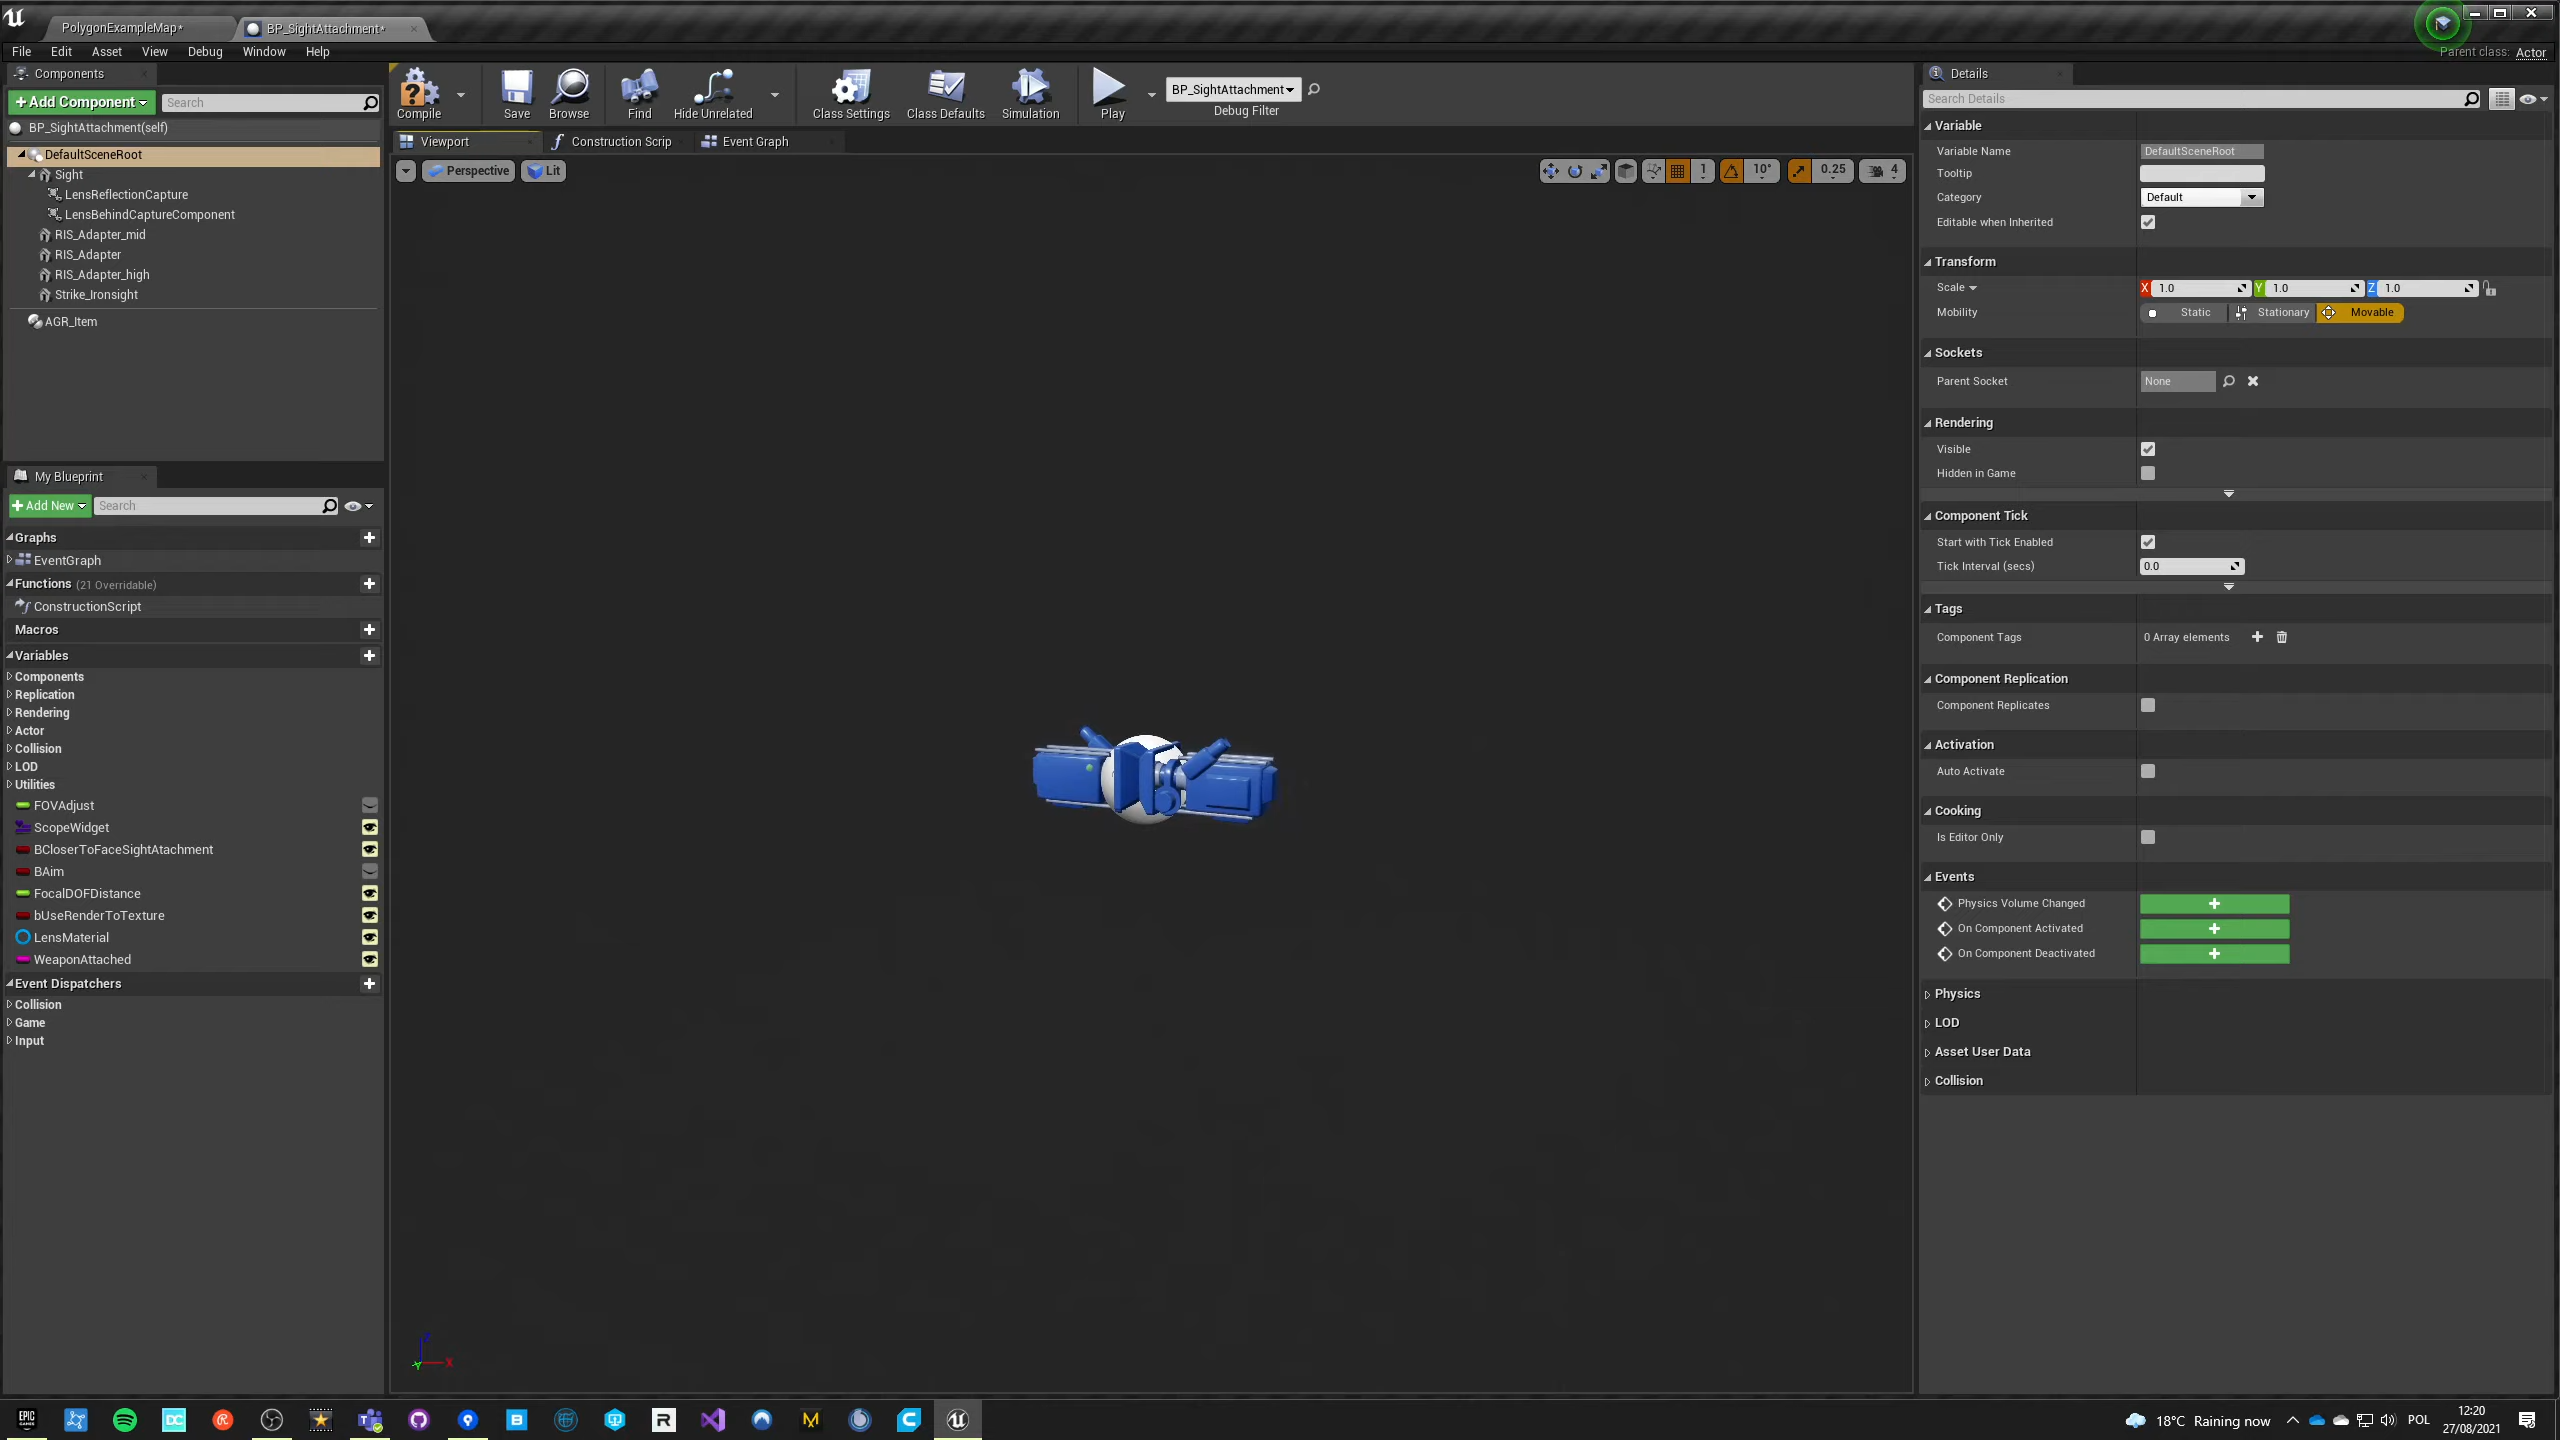 PolygonExampleMap*
BP_SightAttachment*
File Edit Asset View Debug Window Help
Parent class: Actor
Components
+Add Component
Search
BP_SightAttachment(self)
DefaultSceneRoot
Sight
LensReflectionCapture
LensBehindCaptureComponent
RIS_Adapter_mid
RIS_Adapter
RIS_Adapter_high
Strike_Ironsight
AGR_Item
My Blueprint
+Add New
Search
Graphs
EventGraph
Functions (21 Overridable)
ConstructionScript
Macros
Variables
Components
Replication
Rendering
Actor
Collision
LOD
Utilities
FOVAdjust
ScopeWidget
BCloserToFaceSightAtachment
BAim
FocalDOFDistance
bUseRenderToTexture
LensMaterial
WeaponAttached
Event Dispatchers
Collision
Game
Input
Compile
Save
Browse
Find
Hide Unrelated
Class Settings
Class Defaults
Simulation
Play
BP_SightAttachment
Debug Filter
Viewport
Construction Scrip
Event Graph
Perspective
Lit
1
10°
0.25
4
Z
Y
X
Details
Search Details
Variable
Variable Name DefaultSceneRoot
Tooltip
Category Default
Editable when Inherited
Transform
Scale X 1.0 Y 1.0 Z 1.0
Mobility Static Stationary Movable
Sockets
Parent Socket None
Rendering
Visible
Hidden in Game
Component Tick
Start with Tick Enabled
Tick Interval (secs) 0.0
Tags
Component Tags 0 Array elements
Component Replication
Component Replicates
Activation
Auto Activate
Cooking
Is Editor Only
Events
Physics Volume Changed
On Component Activated
On Component Deactivated
Physics
LOD
Asset User Data
Collision
EPIC GAMES
DC
B
R
M
C
18°C Raining now
POL
12:20
27/08/2021